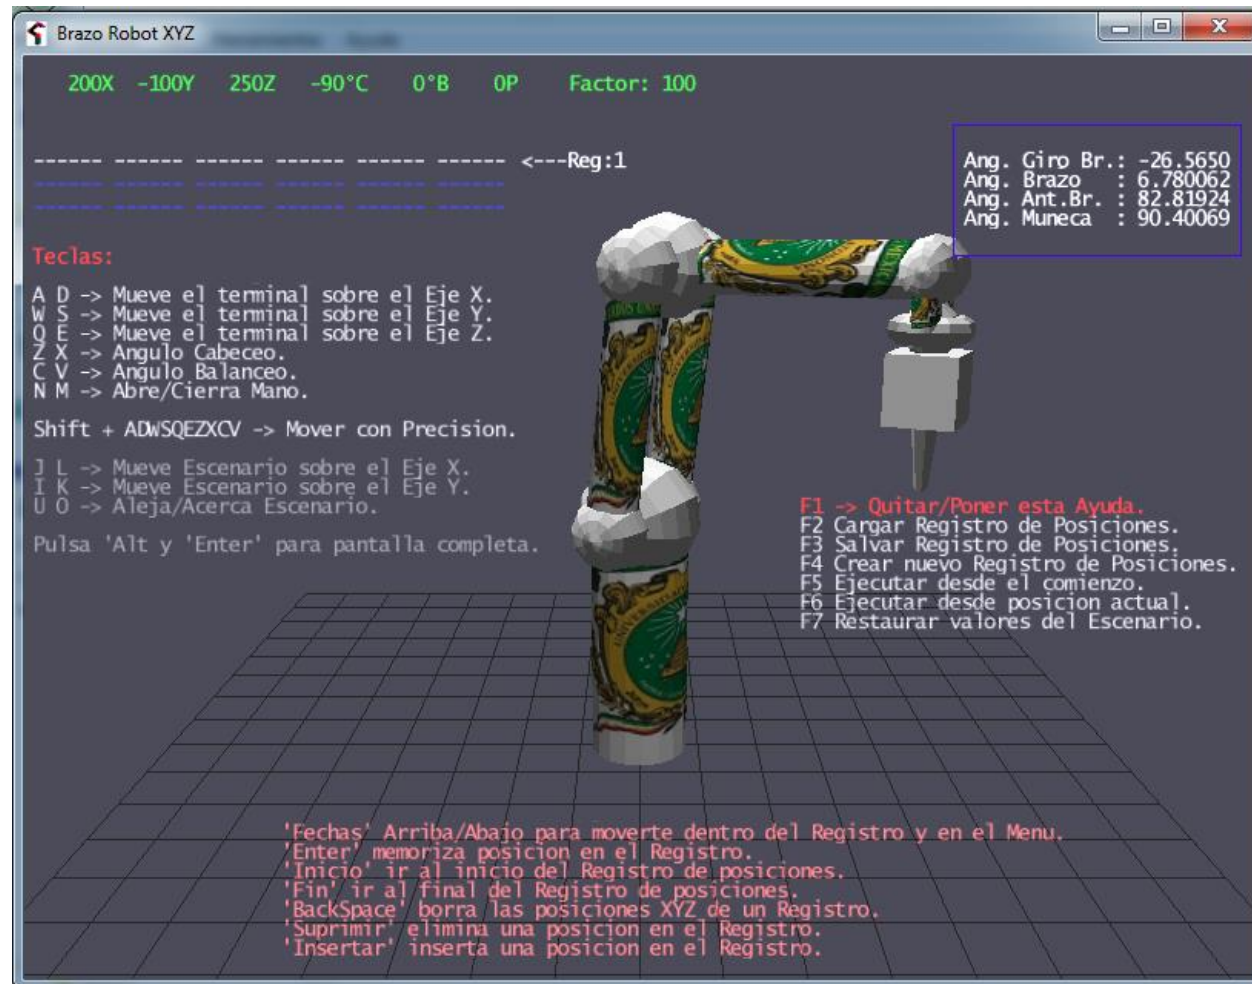 Brazo Robot XYZ
200X -100Y 250Z -90°C 0°B 0P Factor: 100
------ ------ ------ ------ ------ ------ <---Reg:1
------ ------ ------ ------ ------ ------
------ ------ ------ ------ ------ ------
Ang. Giro Br.: -26.5650
Ang. Brazo : 6.780062
Ang. Ant.Br. : 82.81924
Ang. Muneca : 90.40069
Teclas:
A D -> Mueve el terminal sobre el Eje X.
W S -> Mueve el terminal sobre el Eje Y.
Q E -> Mueve el terminal sobre el Eje Z.
Z X -> Angulo Cabeceo.
C V -> Angulo Balanceo.
N M -> Abre/Cierra Mano.
Shift + ADWSQEZXCV -> Mover con Precision.
J L -> Mueve Escenario sobre el Eje X.
I K -> Mueve Escenario sobre el Eje Y.
U O -> Aleja/Acerca Escenario.
Pulsa 'Alt y 'Enter' para pantalla completa.
F1 -> Quitar/Poner esta Ayuda.
F2 Cargar Registro de Posiciones.
F3 Salvar Registro de Posiciones.
F4 Crear nuevo Registro de Posiciones.
F5 Ejecutar desde el comienzo.
F6 Ejecutar desde posicion actual.
F7 Restaurar valores del Escenario.
'Fechas' Arriba/Abajo para moverte dentro del Registro y en el Menu.
'Enter' memoriza posicion en el Registro.
'Inicio' ir al inicio del Registro de posiciones.
'Fin' ir al final del Registro de posiciones.
'BackSpace' borra las posiciones XYZ de un Registro.
'Suprimir' elimina una posicion en el Registro.
'Insertar' inserta una posicion en el Registro.